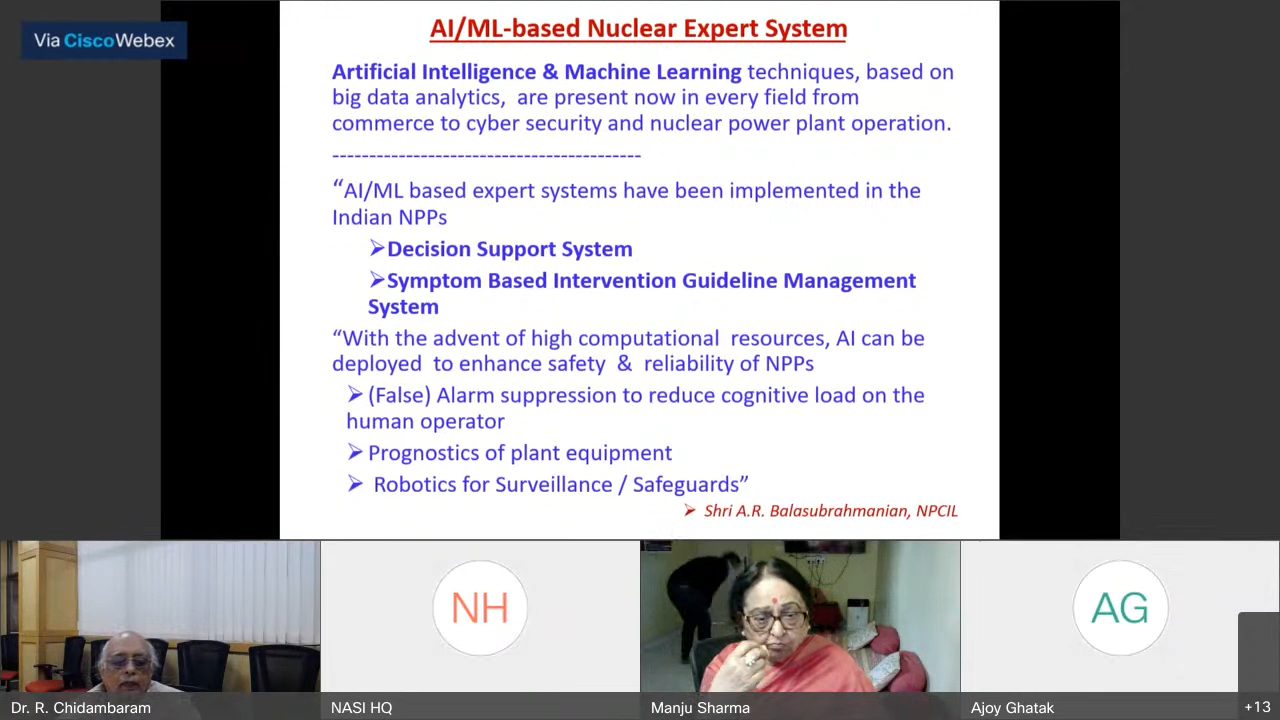 Via Cisco Webex
AI/ML-based Nuclear Expert System
Artificial Intelligence & Machine Learning techniques, based on
big data analytics, are present now in every field from
commerce to cyber security and nuclear power plant operation.
------------------------------------------
“AI/ML based expert systems have been implemented in the
Indian NPPs
➢Decision Support System
➢Symptom Based Intervention Guideline Management
System
“With the advent of high computational resources, AI can be
deployed to enhance safety & reliability of NPPs
➢ (False) Alarm suppression to reduce cognitive load on the
human operator
➢ Prognostics of plant equipment
➢ Robotics for Surveillance / Safeguards”
➢ Shri A.R. Balasubrahmanian, NPCIL
NH
AG
Dr. R. Chidambaram
NASI HQ
Manju Sharma
Ajoy Ghatak
+13